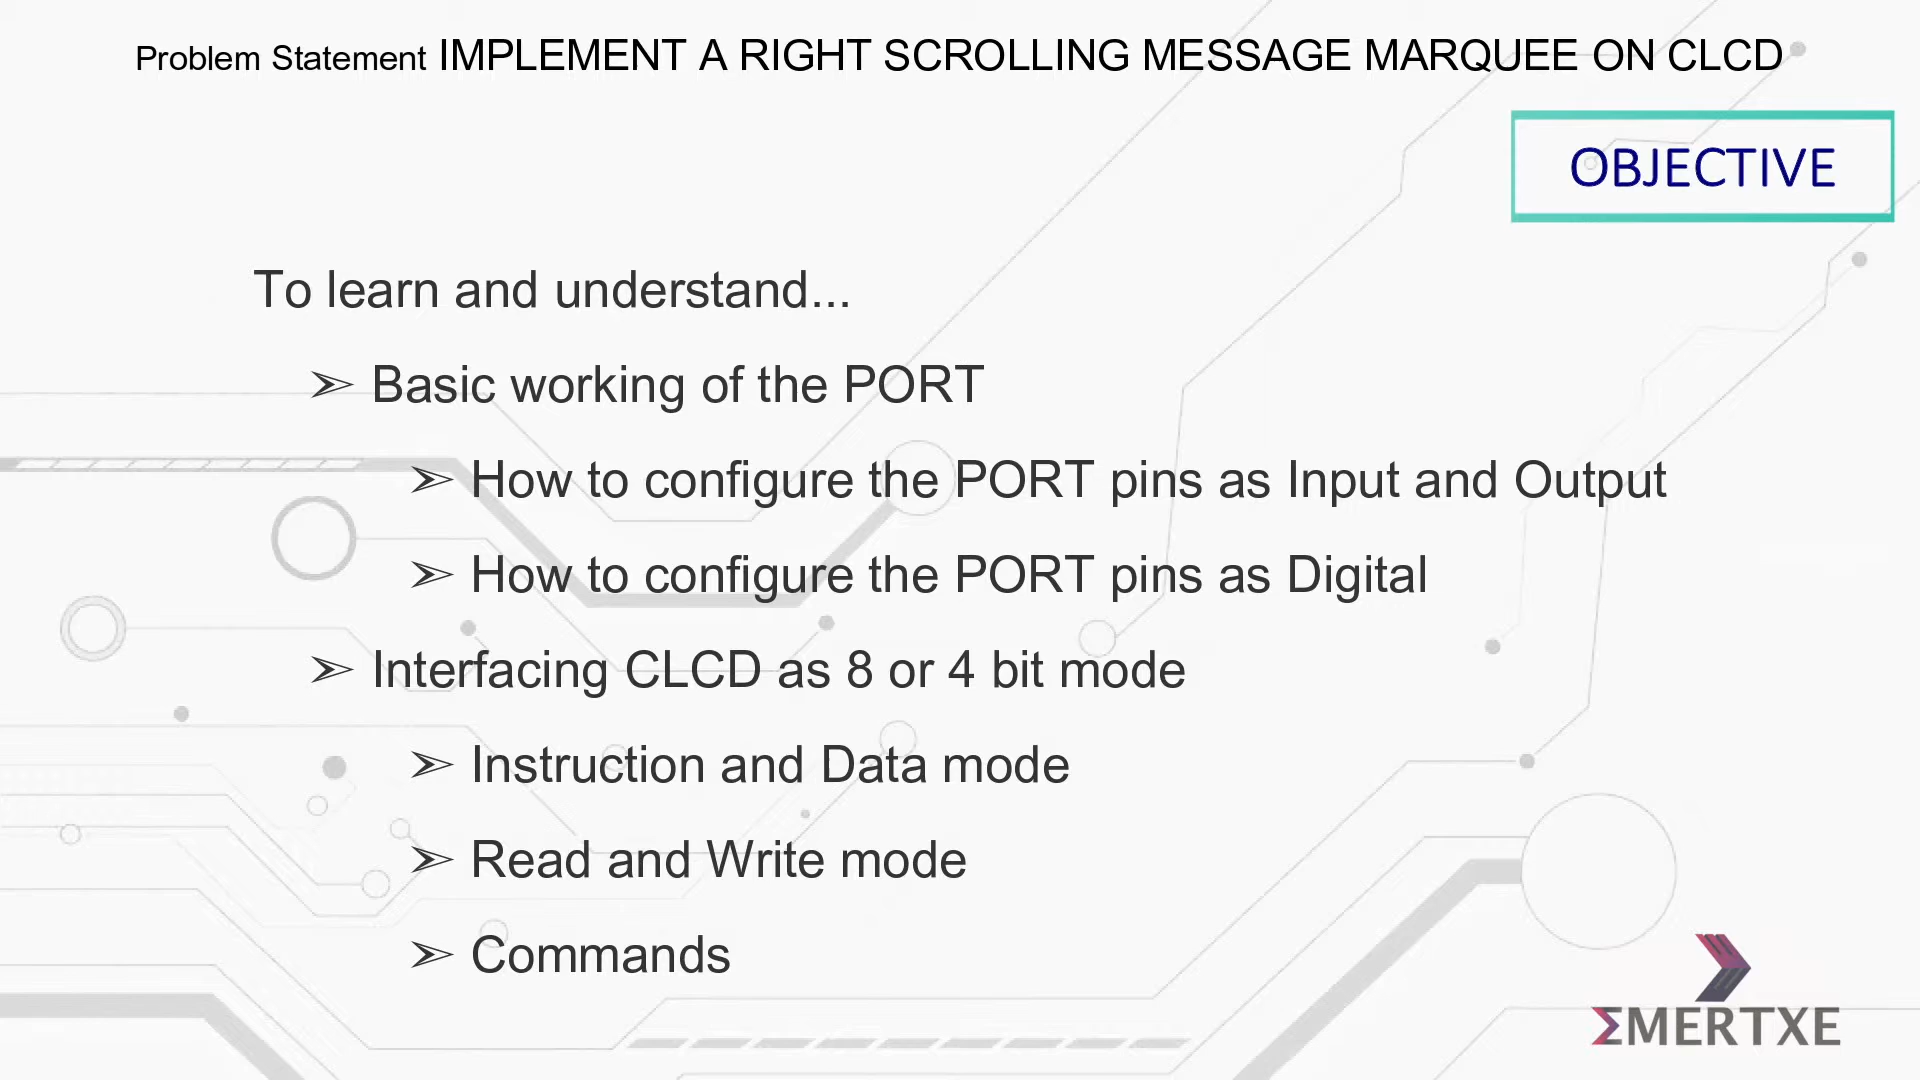 Problem Statement IMPLEMENT A RIGHT SCROLLING MESSAGE MARQUEE ON CLCD
OBJECTIVE
To learn and understand...
➢ Basic working of the PORT
➢ How to configure the PORT pins as Input and Output
➢ How to configure the PORT pins as Digital
➢ Interfacing CLCD as 8 or 4 bit mode
➢ Instruction and Data mode
➢ Read and Write mode
➢ Commands
EMERTXE